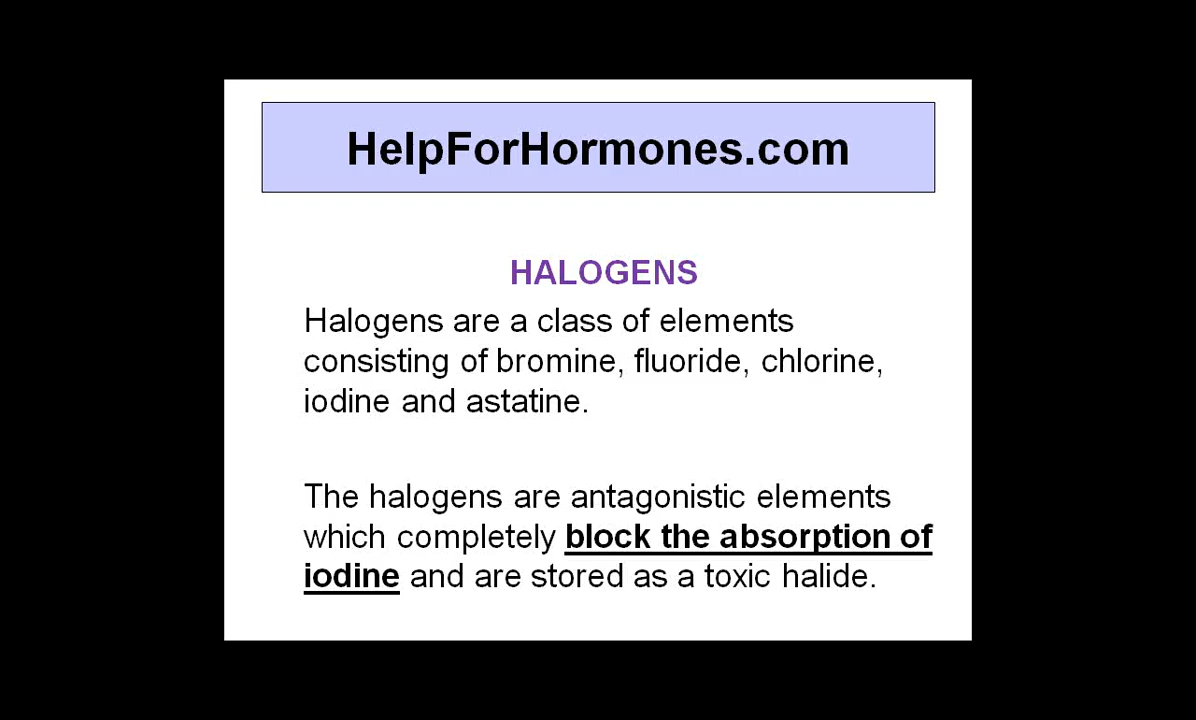 HelpForHormones.com
HALOGENS
Halogens are a class of elements
consisting of bromine, fluoride, chlorine,
iodine and astatine.
The halogens are antagonistic elements
which completely block the absorption of
iodine and are stored as a toxic halide.